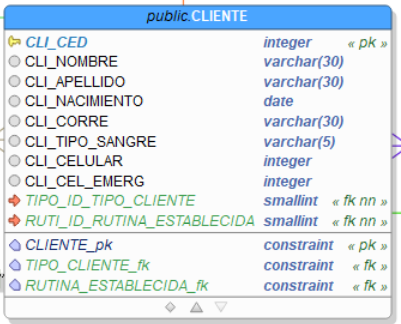 public.CLIENTE
CLI_CED integer « pk »
CLI_NOMBRE varchar(30)
CLI_APELLIDO varchar(30)
CLI_NACIMIENTO date
CLI_CORRE varchar(30)
CLI_TIPO_SANGRE varchar(5)
CLI_CELULAR integer
CLI_CEL_EMERG integer
TIPO_ID_TIPO_CLIENTE smallint « fk nn »
RUTI_ID_RUTINA_ESTABLECIDA smallint « fk nn »
CLIENTE_pk constraint « pk »
TIPO_CLIENTE_fk constraint « fk »
RUTINA_ESTABLECIDA_fk constraint « fk »